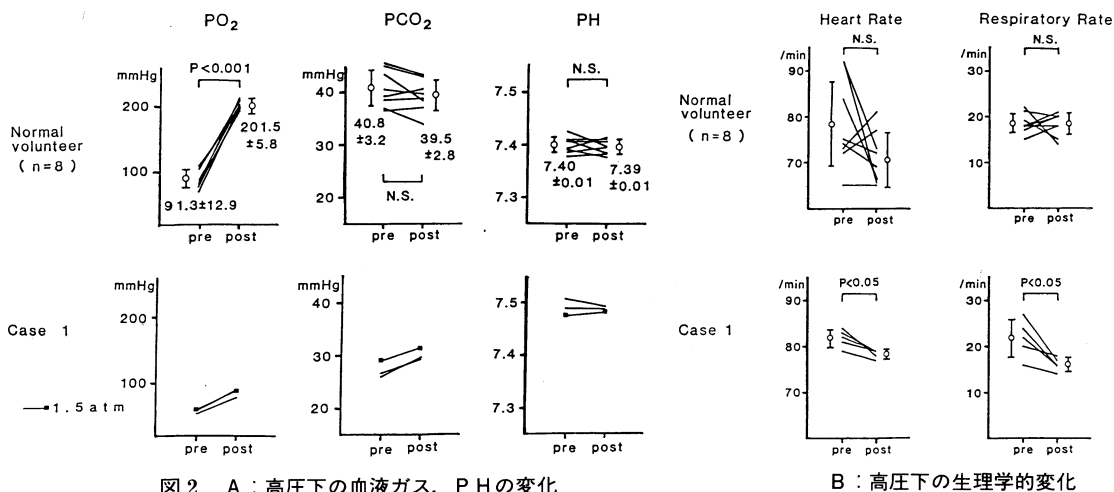 PO2
PCO2
PH
Heart Rate
Respiratory Rate
Normal
volunteer
( n=8 )
mmHg
200
100
P<0.001
201.5
±5.8
91.3±12.9
pre post
40
30
20
40.8
±3.2
39.5
±2.8
N.S.
pre post
7.5
7.4
7.3
N.S.
7.40
±0.01
7.39
±0.01
pre post
Normal
volunteer
( n=8 )
/min
90
80
70
N.S.
pre post
/min
20
10
N.S.
pre post
Case 1
1.5atm
mmHg
200
100
pre post
mmHg
40
30
20
pre post
7.5
7.4
7.3
pre post
Case 1
/min
90
80
70
P<0.05
pre post
/min
20
10
P<0.05
pre post
図2 A：高圧下の血液ガス，PHの変化
B：高圧下の生理学的変化